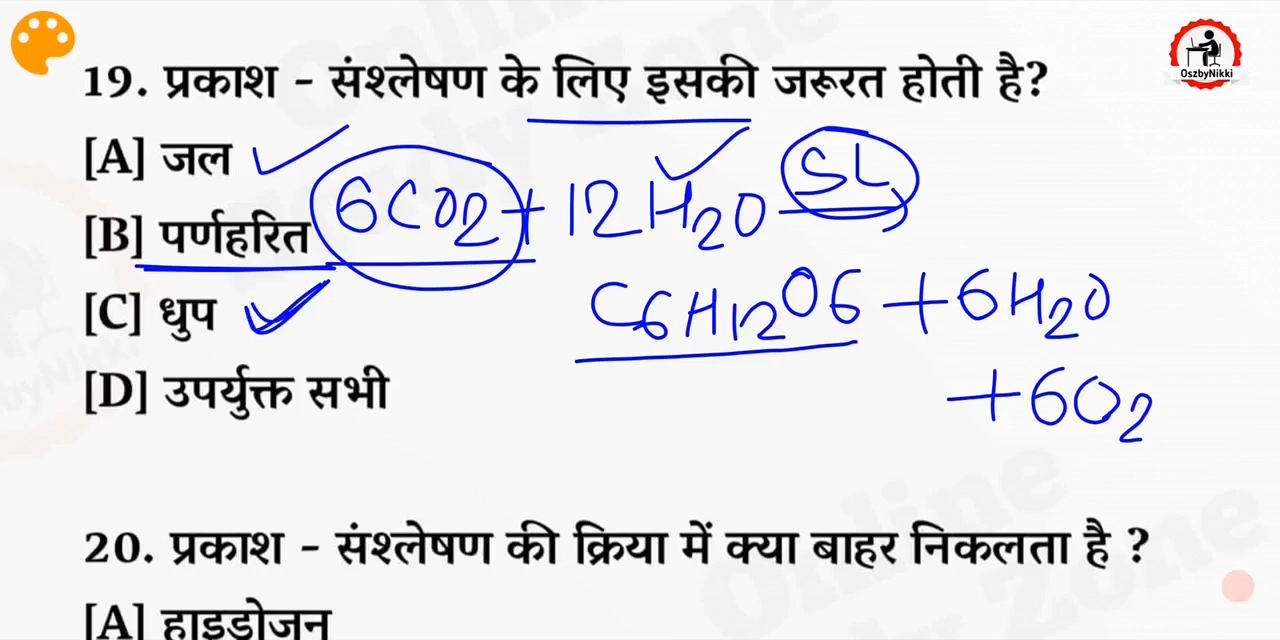 OszbyNikki
19. प्रकाश - संश्लेषण के लिए इसकी जरूरत होती है?
[A] जल
6CO2 + 12H2O SL
[B] पर्णहरित
C6H12O6 + 6H2O
[C] धुप
+ 6O2
[D] उपर्युक्त सभी
20. प्रकाश - संश्लेषण की क्रिया में क्या बाहर निकलता है ?
[A] हाइड्रोजन